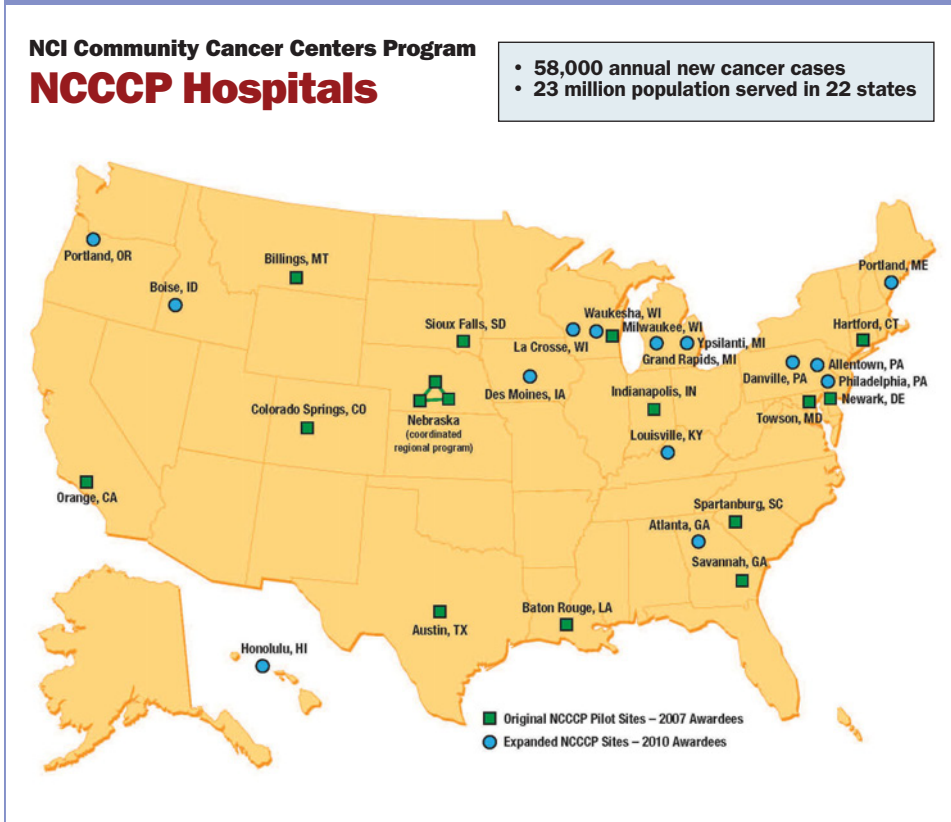 NCI Community Cancer Centers Program
NCCCP Hospitals
• 58,000 annual new cancer cases
• 23 million population served in 22 states
Portland, OR
Billings, MT
Boise, ID
Portland, ME
Waukesha, WI
Sioux Falls, SD
Milwaukee, WI
Hartford, CT
La Crosse, WI
Ypsilanti, MI
Grand Rapids, MI
Allentown, PA
Danville, PA
Philadelphia, PA
Des Moines, IA
Indianapolis, IN
Newark, DE
Colorado Springs, CO
Nebraska
(coordinated
regional program)
Towson, MD
Louisville, KY
Orange, CA
Spartanburg, SC
Atlanta, GA
Savannah, GA
Baton Rouge, LA
Austin, TX
Honolulu, HI
Original NCCCP Pilot Sites – 2007 Awardees
Expanded NCCCP Sites – 2010 Awardees